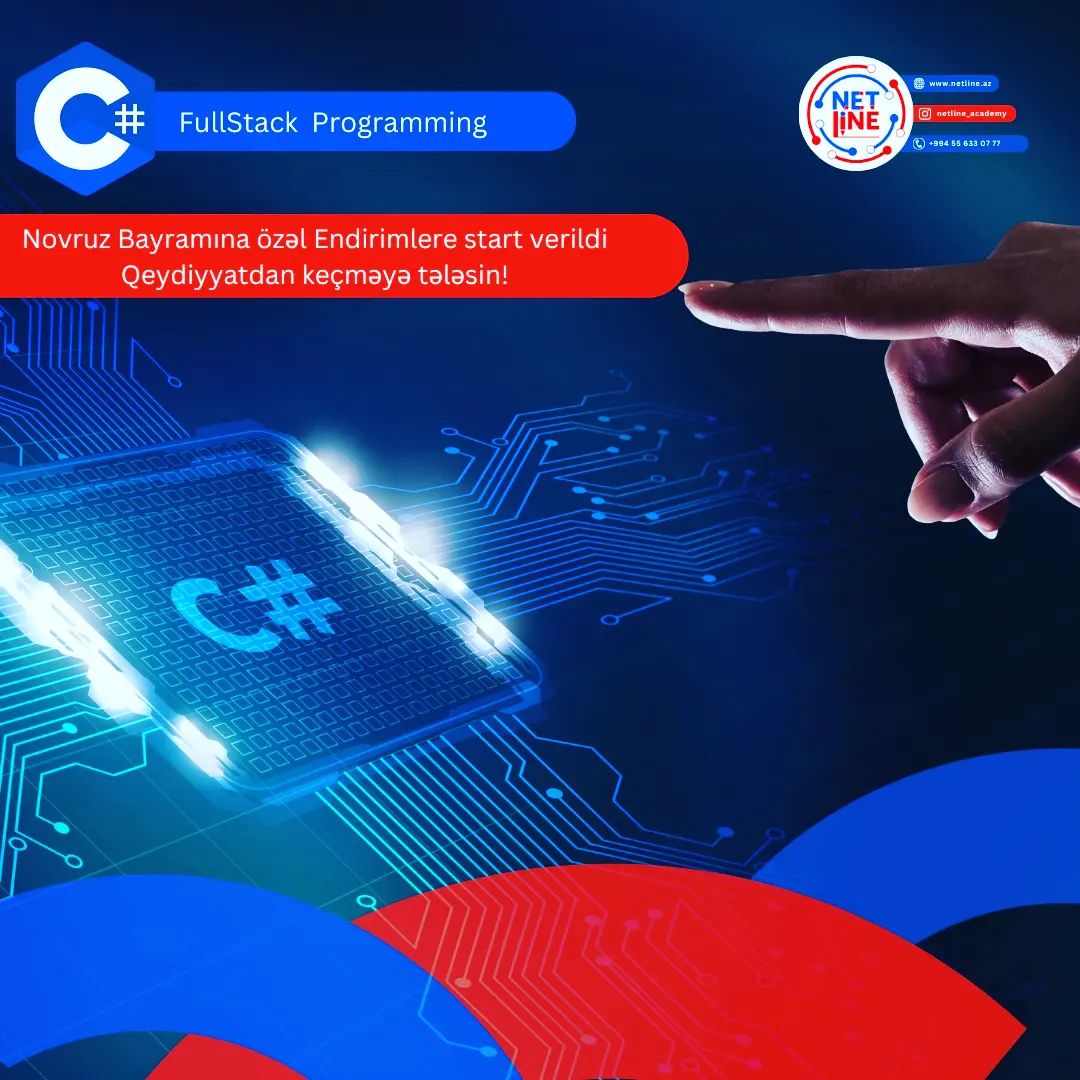 C#
FullStack Programming
NET
LiNE
www.netline.az
netline_academy
+994 55 633 07 77
Novruz Bayramına özəl Endirimlere start verildi
Qeydiyyatdan keçməyə tələsin!
C#